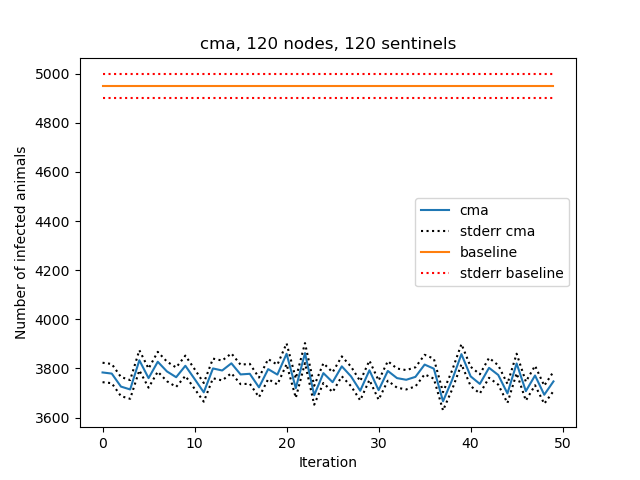 cma, 120 nodes, 120 sentinels
Number of infected animals
5000
4800
4600
4400
4200
4000
3800
3600
cma
stderr cma
baseline
stderr baseline
0 10 20 30 40 50
Iteration